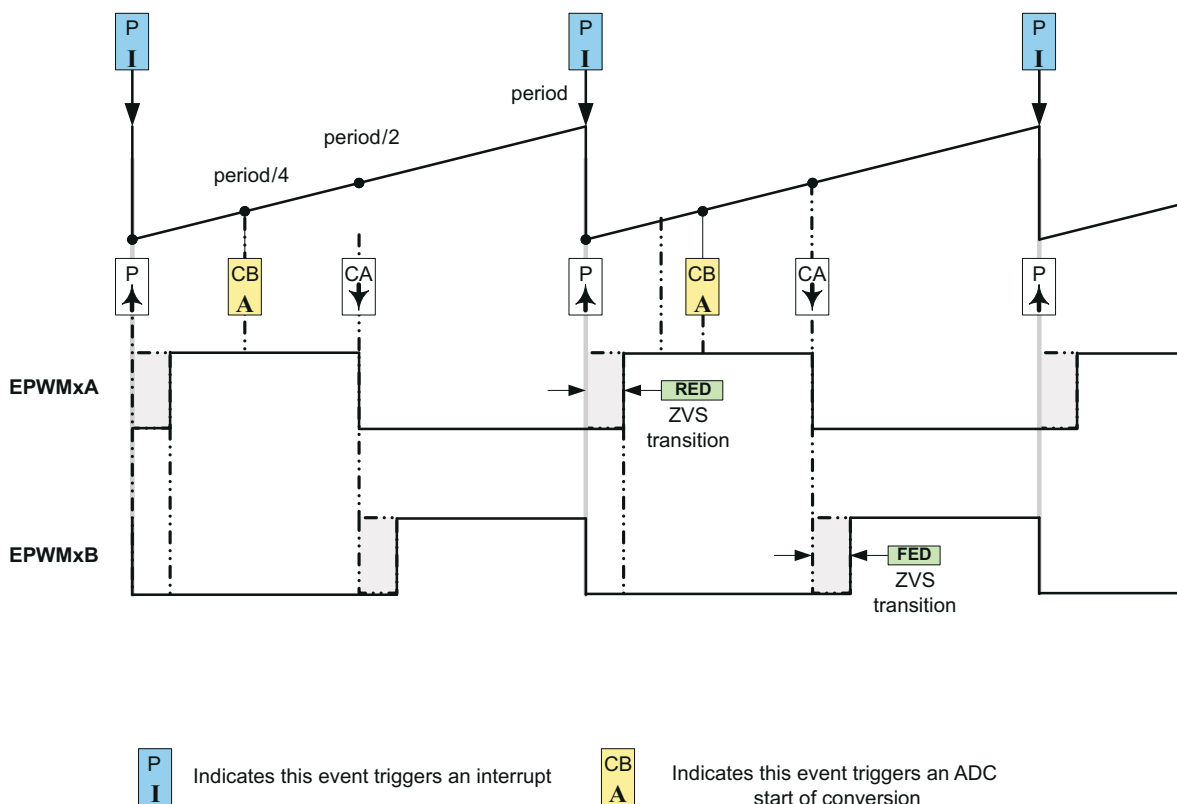 P P P
I I I
period
period/2
period/4
P CB CA P CB CA P
A A
EPWMxA
RED
ZVS
transition
EPWMxB
FED
ZVS
transition
P
I
Indicates this event triggers an interrupt
CB
A
Indicates this event triggers an ADC
start of conversion